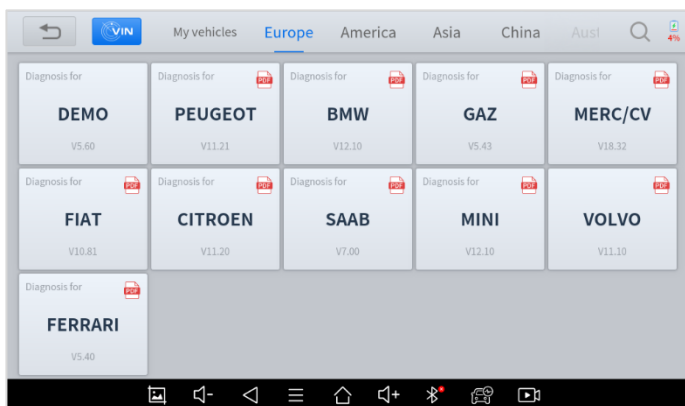 VIN My vehicles Europe America Asia China Aust 4%
Diagnosis for PDF Diagnosis for PDF Diagnosis for PDF Diagnosis for PDF
Diagnosis for PDF
DEMO PEUGEOT BMW GAZ MERC/CV
V5.60 V11.21 V12.10 V5.43 V18.32
Diagnosis for PDF Diagnosis for PDF Diagnosis for PDF Diagnosis for PDF PDF
FIAT CITROEN SAAB MINI VOLVO
V10.81 V11.20 V7.00 V12.10 V11.10
Diagnosis for PDF
FERRARI
V5.40